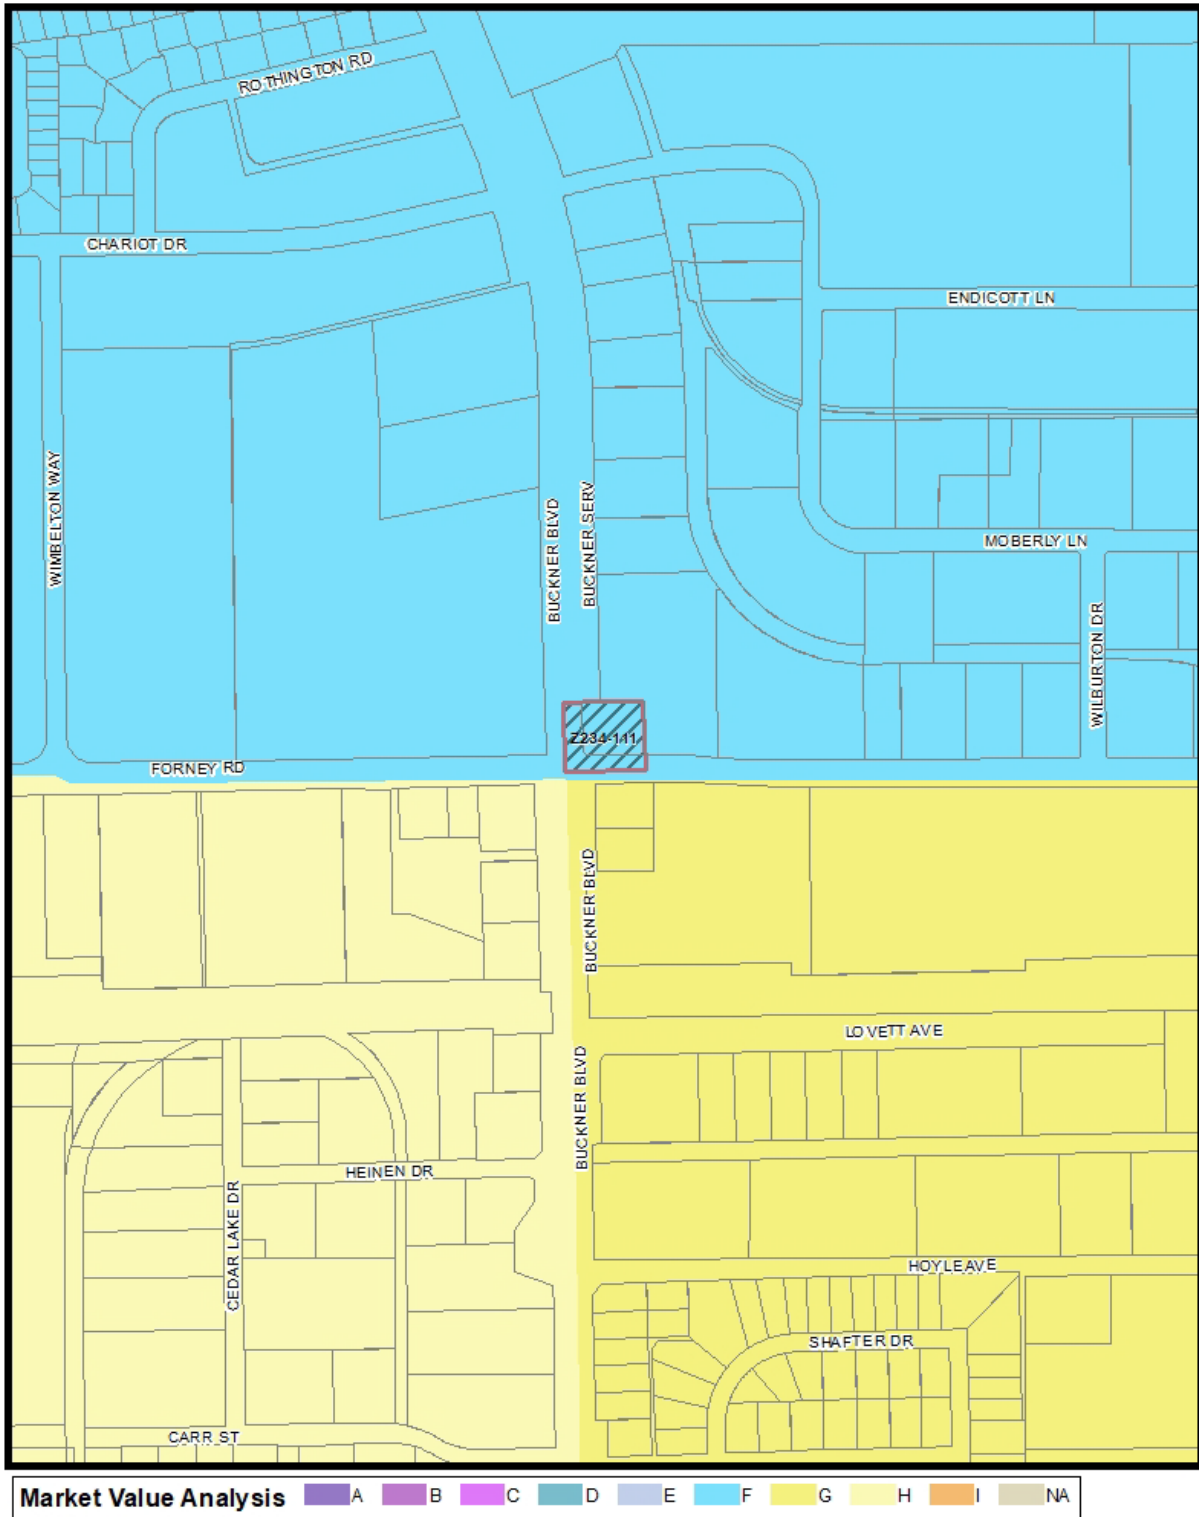 ROTHINGTON RD
CHARIOT DR
ENDICOTT LN
WIMBELTON WAY
BUCKNER BLVD
BUCKNER SERV
MOBERLY LN
WILBURTON DR
Z234-111
FORNEY RD
BUCKNER BLVD
LOVETT AVE
BUCKNER BLVD
HEINEN DR
CEDAR LAKE DR
HOYLE AVE
SHAFTER DR
CARR ST
Market Value Analysis A B C D E F G H I NA